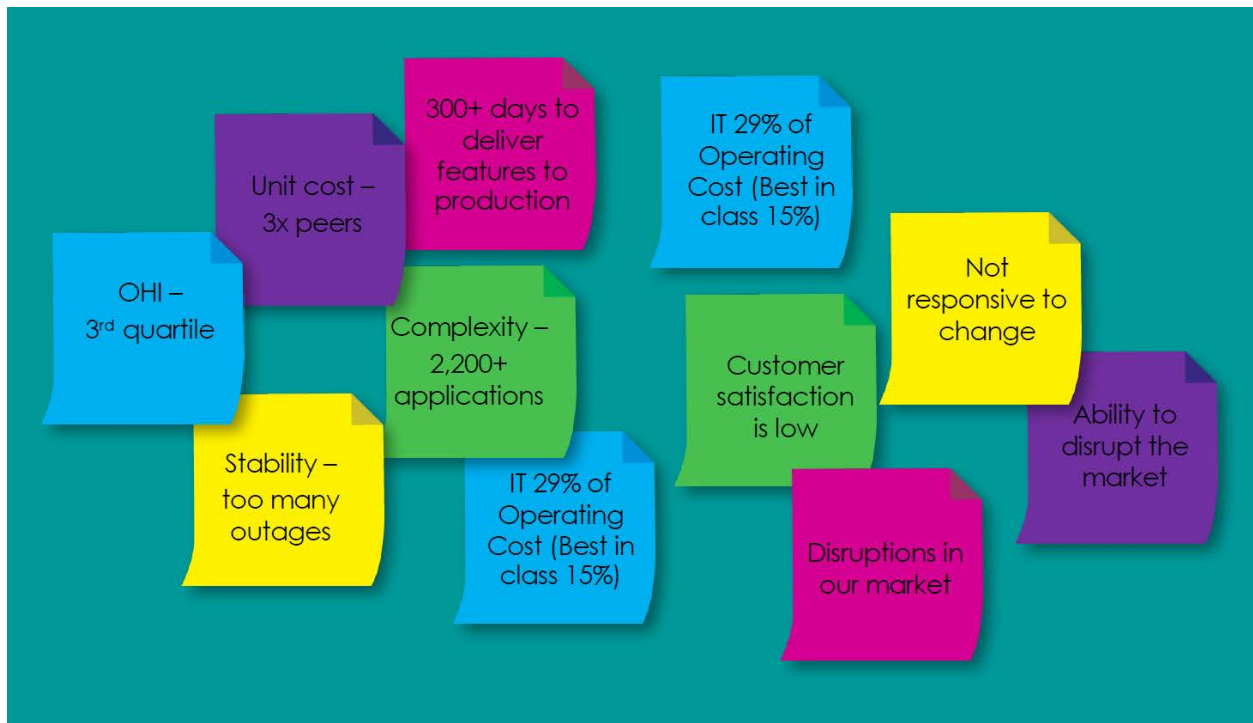 300+ days to
deliver
features to
production
IT 29% of
Operating
Cost (Best in
class 15%)
Unit cost –
3x peers
Not
responsive to
change
OHI –
3rd quartile
Complexity –
2,200+
applications
Customer
satisfaction
is low
Ability to
disrupt the
market
Stability –
too many
outages
IT 29% of
Operating
Cost (Best in
class 15%)
Disruptions in
our market